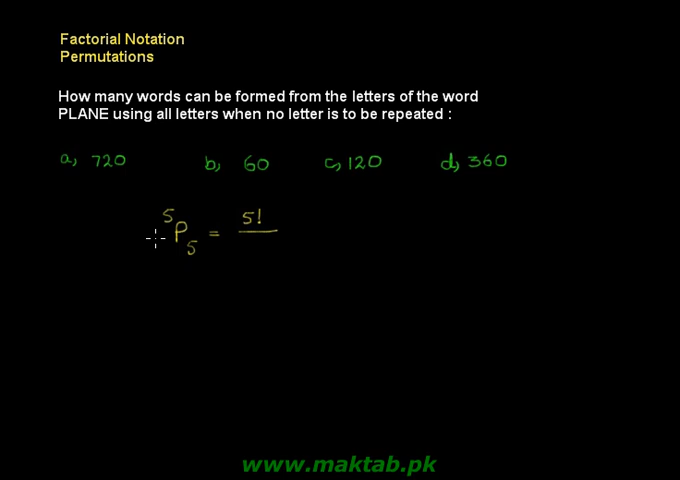 Factorial Notation
Permutations
How many words can be formed from the letters of the word
PLANE using all letters when no letter is to be repeated :
a, 720 b, 60 c, 120 d, 360
⁵P₅ = 5!
www.maktab.pk